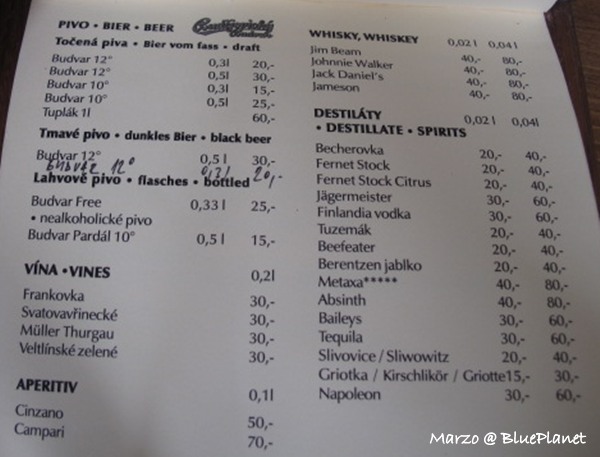 PIVO • BIER • BEER
Točená piva • Bier vom fass • draft
Budvar 12° 0,3l 20,-
Budvar 12° 0,5l 30,-
Budvar 10° 0,3l 15,-
Budvar 10° 0,5l 25,-
Tuplák 1l 60,-
Tmavé pivo • dunkles Bier • black beer
Budvar 12° 0,5 l 30,-
Budvar 12° 0,3l 20,-
Lahvové pivo • flasches • bottled
Budvar Free 0,33 l 25,-
• nealkoholické pivo
Budvar Pardál 10° 0,5 l 15,-
VÍNA • VINES 0,2l
Frankovka 30,-
Svatovavřinecké 30,-
Müller Thurgau 30,-
Veltlínské zelené 30,-
APERITIV 0,1l
Cinzano 50,-
Campari 70,-
WHISKY, WHISKEY 0,02 l 0,04 l
Jim Beam 40,- 80,-
Johnnie Walker 40,- 80,-
Jack Daniel's 40,- 80,-
Jameson 40,- 80,-
DESTILÁTY 0,02 l 0,04l
• DESTILLATE • SPIRITS
Becherovka 20,- 40,-
Fernet Stock 20,- 40,-
Fernet Stock Citrus 20,- 40,-
Jägermeister 30,- 60,-
Finlandia vodka 30,- 60,-
Tuzemák 20,- 40,-
Beefeater 20,- 40,-
Berentzen jablko 20,- 40,-
Metaxa***** 40,- 80,-
Absinth 40,- 80,-
Baileys 30,- 60,-
Tequila 30,- 60,-
Slivovice / Sliwowitz 20,- 40,-
Griotka / Kirschlikör / Griotte 15,- 30,-
Napoleon 30,- 60,-
Marzo @ BluePlanet